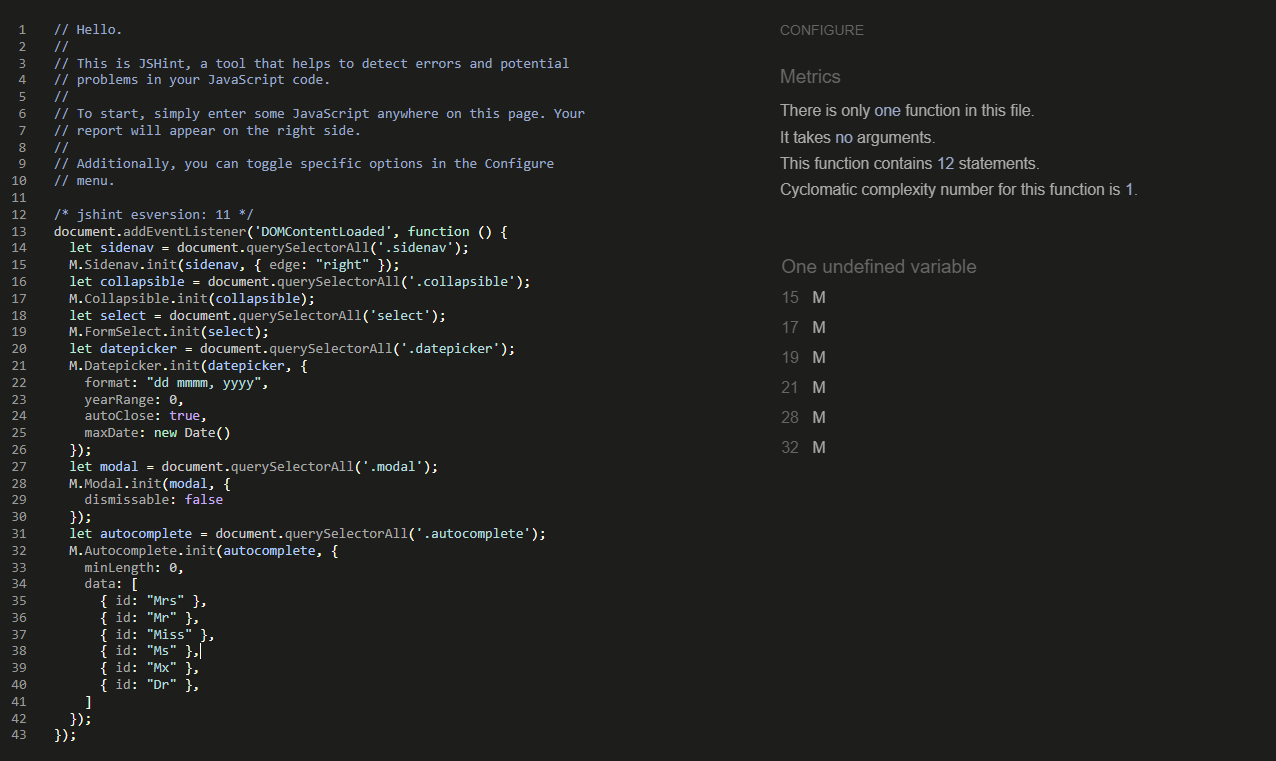 1 // Hello.
2 //
3 // This is JSHint, a tool that helps to detect errors and potential
4 // problems in your JavaScript code.
5 //
6 // To start, simply enter some JavaScript anywhere on this page. Your
7 // report will appear on the right side.
8 //
9 // Additionally, you can toggle specific options in the Configure
10 // menu.
11
12 /* jshint esversion: 11 */
13 document.addEventListener('DOMContentLoaded', function () {
14   let sidenav = document.querySelectorAll('.sidenav');
15   M.Sidenav.init(sidenav, { edge: "right" });
16   let collapsible = document.querySelectorAll('.collapsible');
17   M.Collapsible.init(collapsible);
18   let select = document.querySelectorAll('select');
19   M.FormSelect.init(select);
20   let datepicker = document.querySelectorAll('.datepicker');
21   M.Datepicker.init(datepicker, {
22     format: "dd mmmm, yyyy",
23     yearRange: 0,
24     autoClose: true,
25     maxDate: new Date()
26   });
27   let modal = document.querySelectorAll('.modal');
28   M.Modal.init(modal, {
29     dismissable: false
30   });
31   let autocomplete = document.querySelectorAll('.autocomplete');
32   M.Autocomplete.init(autocomplete, {
33     minLength: 0,
34     data: [
35       { id: "Mrs" },
36       { id: "Mr" },
37       { id: "Miss" },
38       { id: "Ms" },
39       { id: "Mx" },
40       { id: "Dr" },
41     ]
42   });
43 });
CONFIGURE
Metrics
There is only one function in this file.
It takes no arguments.
This function contains 12 statements.
Cyclomatic complexity number for this function is 1.
One undefined variable
15 M
17 M
19 M
21 M
28 M
32 M